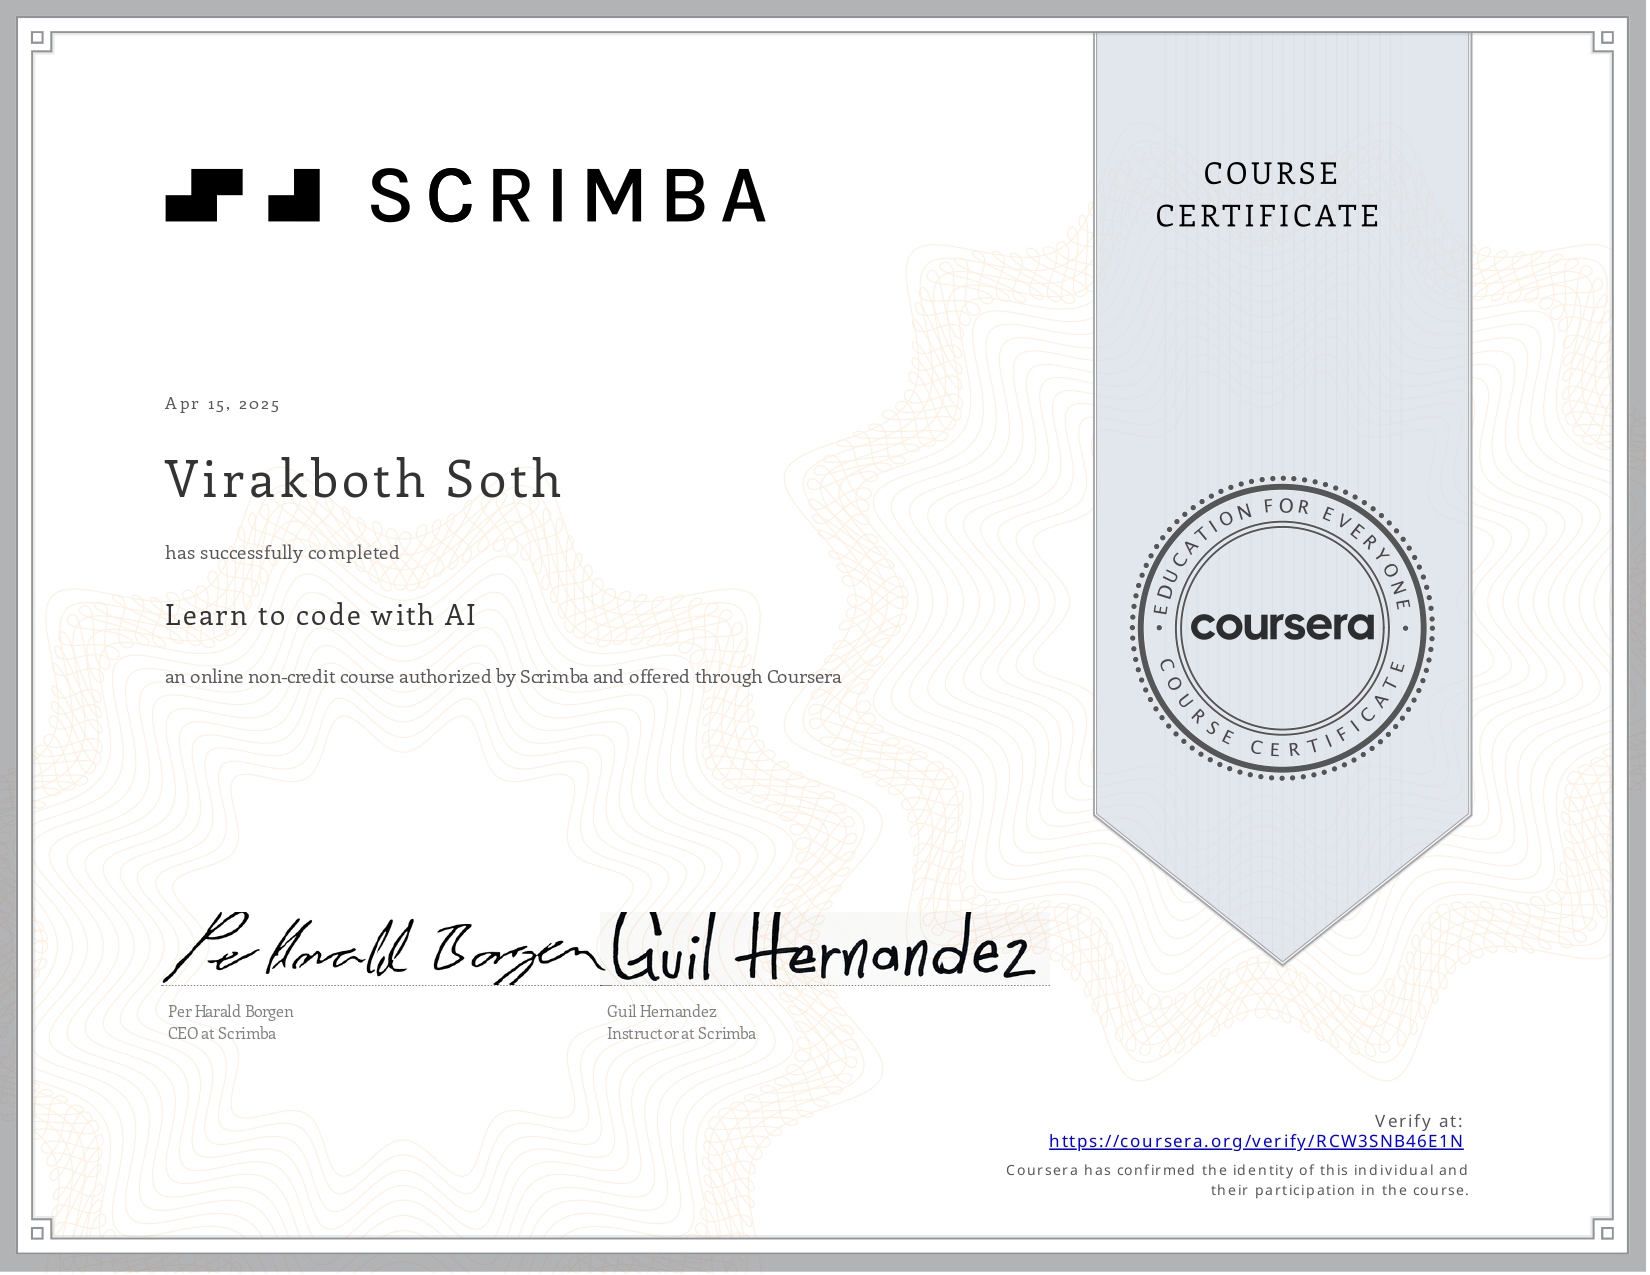 SCRIMBA
COURSE
CERTIFICATE
Apr 15, 2025
Virakboth Soth
has successfully completed
Learn to code with AI
an online non-credit course authorized by Scrimba and offered through Coursera
EDUCATION FOR EVERYONE
coursera
COURSE CERTIFICATE
Per Harald Borgen
Guil Hernandez
Per Harald Borgen
CEO at Scrimba
Guil Hernandez
Instructor at Scrimba
Verify at:
https://coursera.org/verify/RCW3SNB46E1N
Coursera has confirmed the identity of this individual and
their participation in the course.